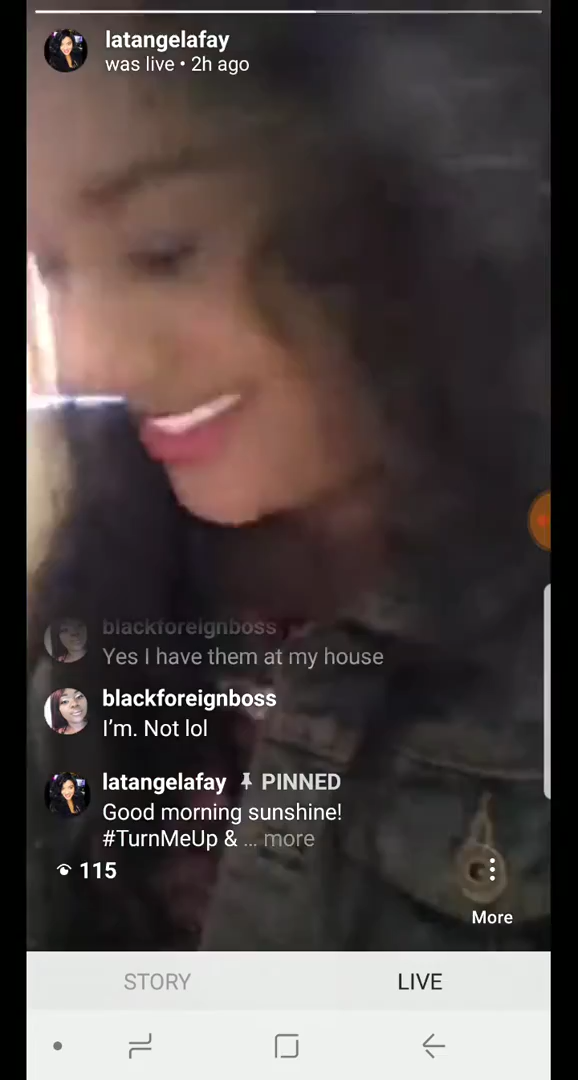 latangelafay
was live • 2h ago
blackforeignboss
Yes I have them at my house
blackforeignboss
I'm. Not lol
latangelafay PINNED
Good morning sunshine!
#TurnMeUp & ... more
115
More
STORY LIVE